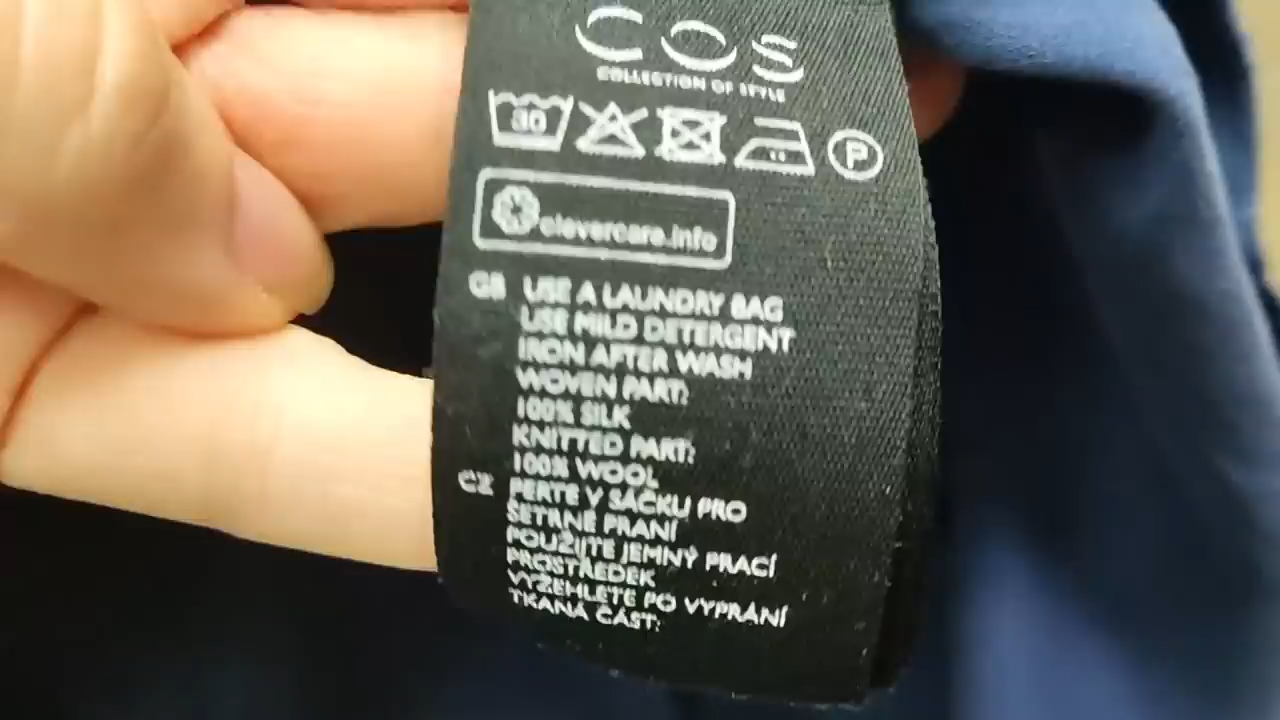 COS
COLLECTION OF STYLE
30
P
clevercare.info
GB USE A LAUNDRY BAG
USE MILD DETERGENT
IRON AFTER WASH
WOVEN PART:
100% SILK
KNITTED PART:
100% WOOL
CZ PERTE V SÁČKU PRO
ŠETRNÉ PRANÍ
POUŽIJTE JEMNÝ PRACÍ
PROSTŘEDEK
VYŽEHLETE PO VYPRÁNÍ
TKANÁ ČÁST: